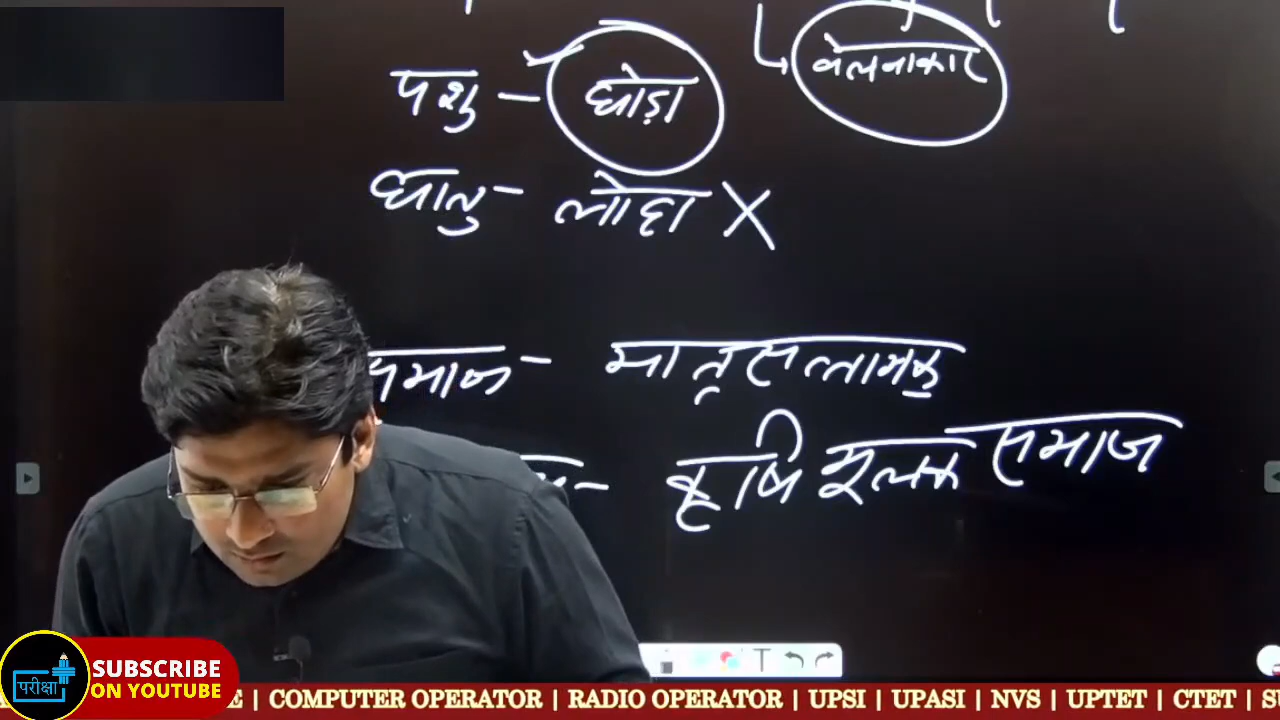 बेलनाकार
पशु - घोड़ा
धातु - लोहा X
समाज - मातृसत्तामक
कृषि मूलक समाज
परीक्षा
SUBSCRIBE
ON YOUTUBE
E | COMPUTER OPERATOR | RADIO OPERATOR | UPSI | UPASI | NVS | UPTET | CTET | S